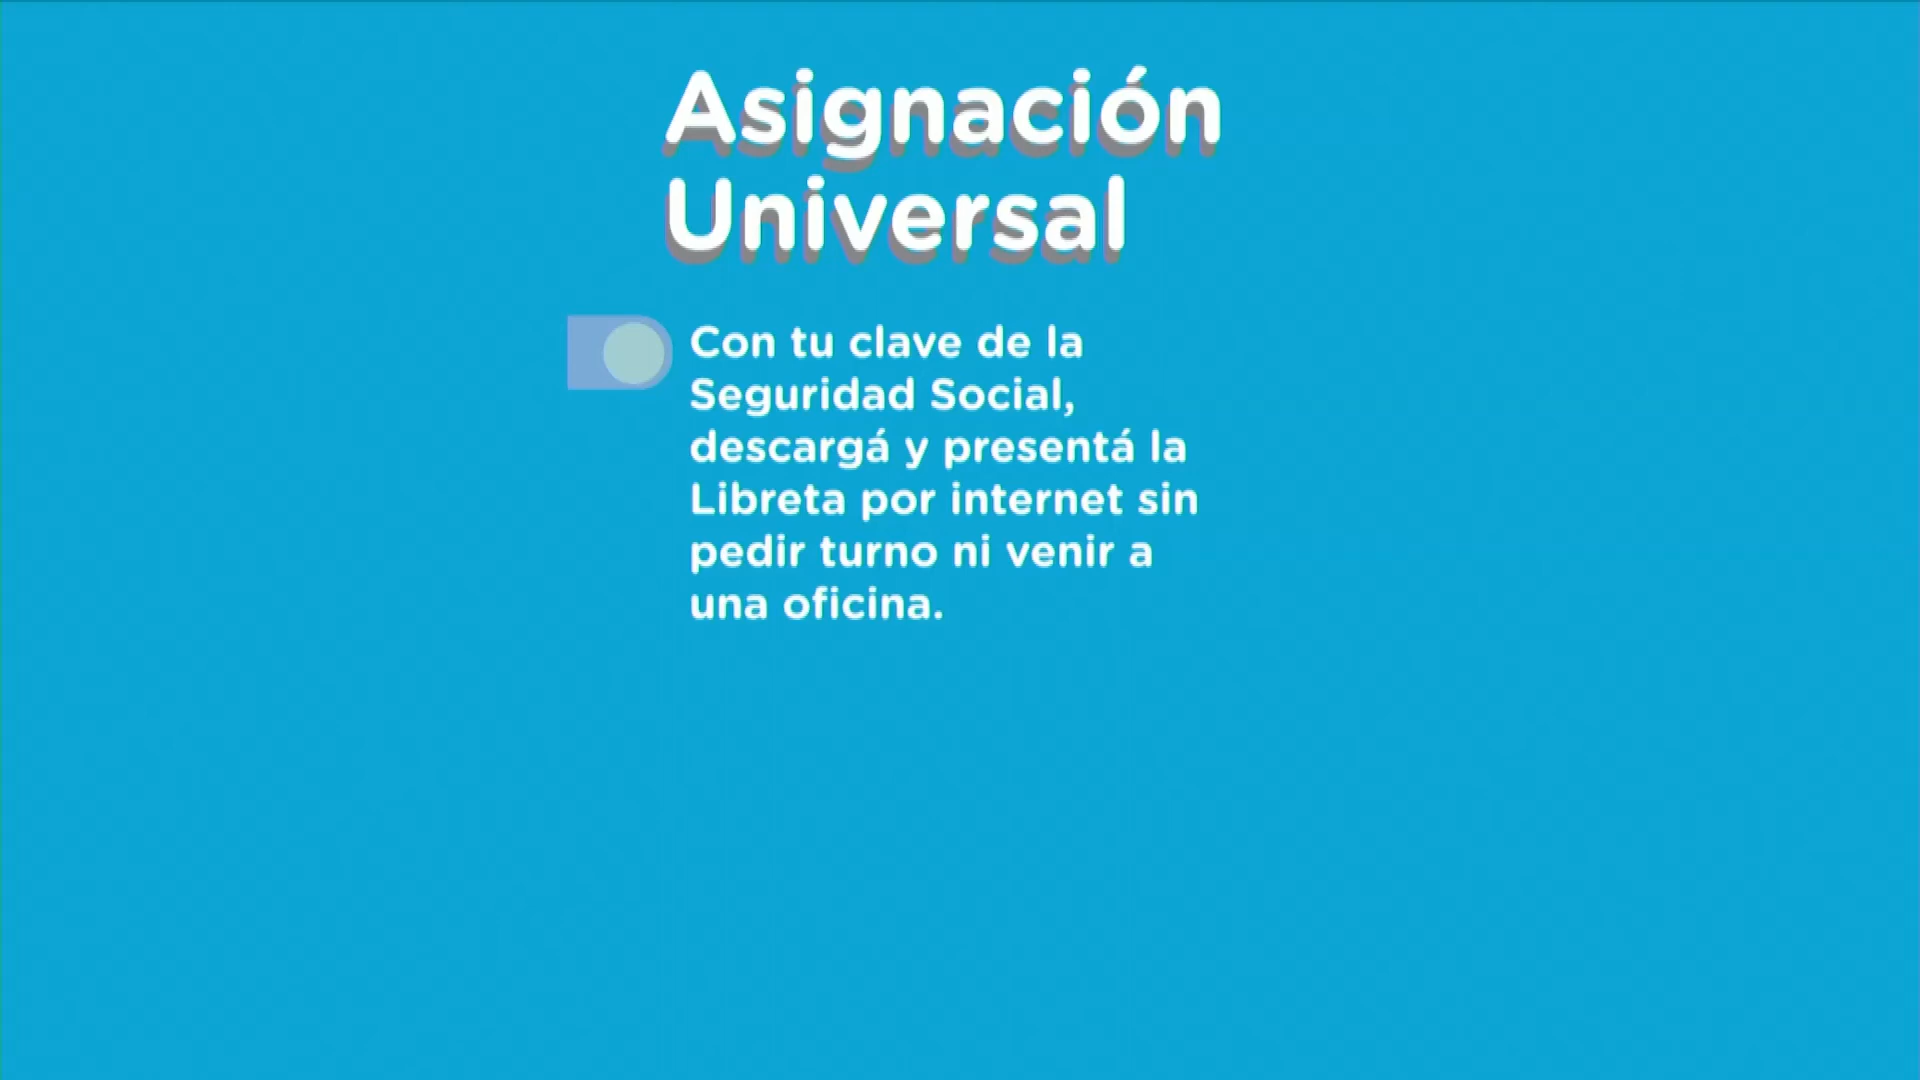 Asignación
Universal
Con tu clave de la
Seguridad Social,
descargá y presentá la
Libreta por internet sin
pedir turno ni venir a
una oficina.